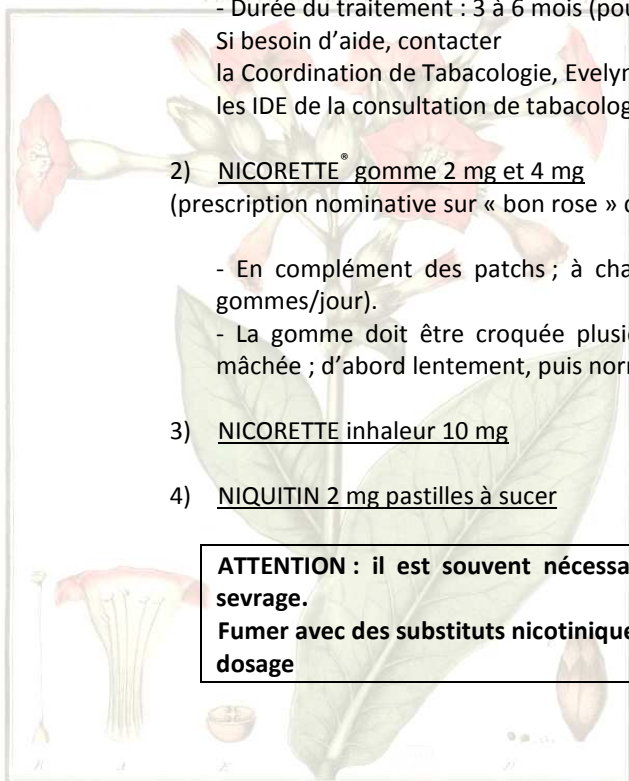 - Durée du traitement : 3 à 6 mois (pou
Si besoin d’aide, contacter
la Coordination de Tabacologie, Evelyn
les IDE de la consultation de tabacolog
2) NICORETTE® gomme 2 mg et 4 mg
(prescription nominative sur « bon rose » d
- En complément des patchs ; à cha
gommes/jour).
- La gomme doit être croquée plusie
mâchée ; d’abord lentement, puis norr
3) NICORETTE inhaleur 10 mg
4) NIQUITIN 2 mg pastilles à sucer
ATTENTION : il est souvent nécessa
sevrage.
Fumer avec des substituts nicotinique
dosage